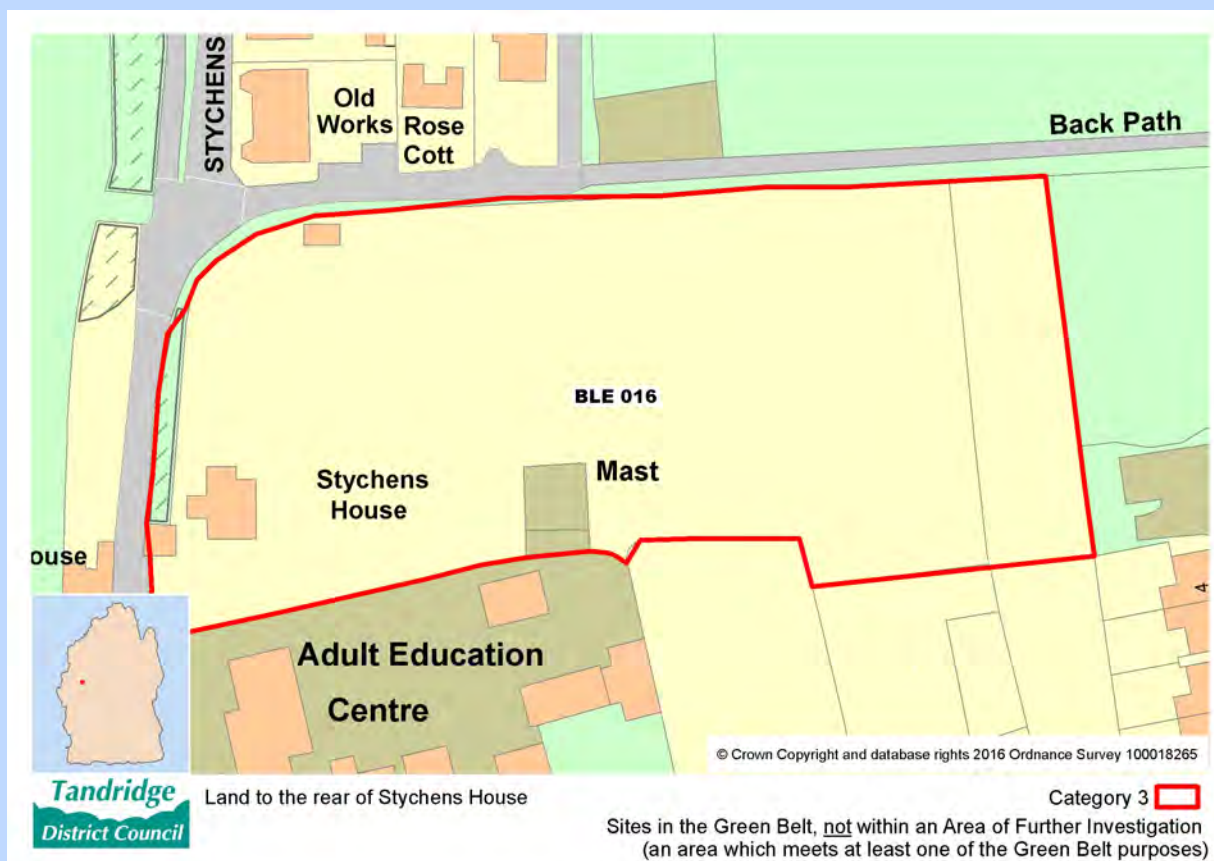 STYCHENS
Old
Works
Rose
Cott
Back Path
BLE 016
Stychens
House
Mast
ouse
4
Adult Education
Centre
© Crown Copyright and database rights 2016 Ordnance Survey 100018265
Tandridge
District Council
Land to the rear of Stychens House
Category 3
Sites in the Green Belt, not within an Area of Further Investigation
(an area which meets at least one of the Green Belt purposes)